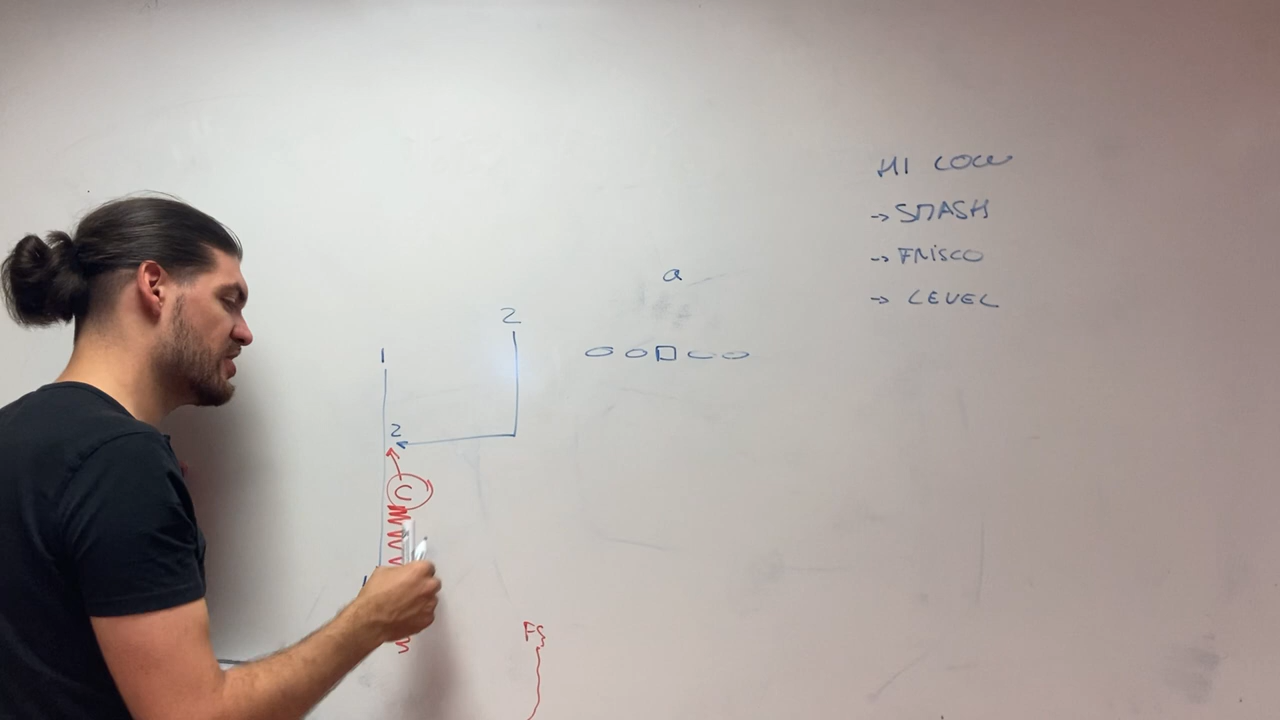 HI LOW
→ SMASH
→ FRISCO
→ LEVEL
Q
2
1
2
C
FS